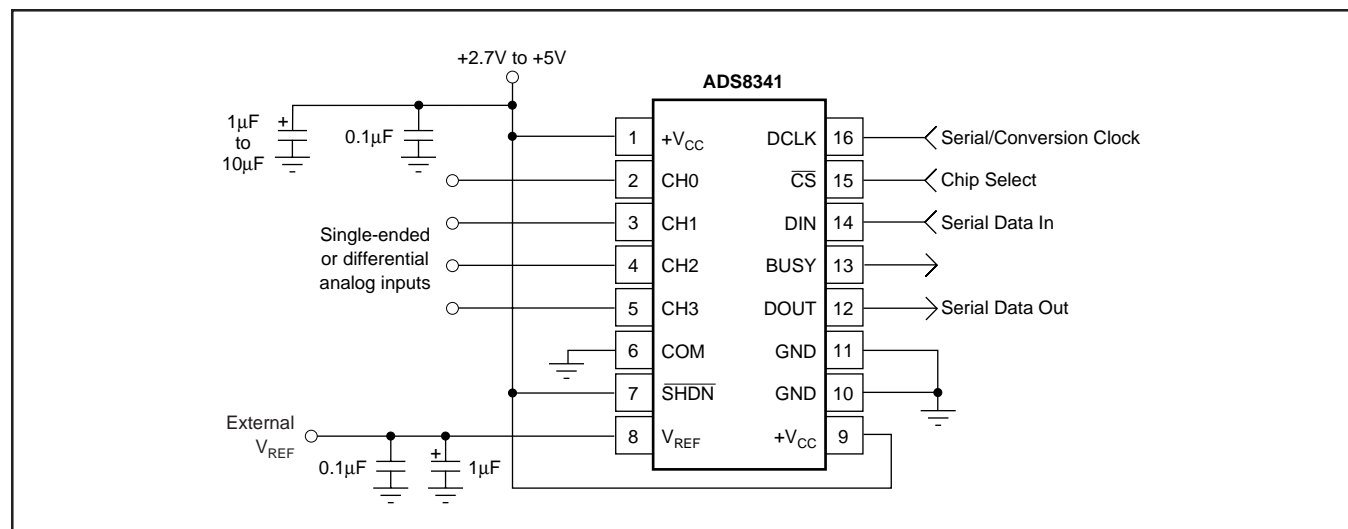 +2.7V to +5V
ADS8341
1μF
to
10μF
+
0.1μF
1
+VCC
DCLK
16
Serial/Conversion Clock
2
CH0
CS
15
Chip Select
3
CH1
DIN
14
Serial Data In
Single-ended
or differential
analog inputs
4
CH2
BUSY
13
5
CH3
DOUT
12
Serial Data Out
6
COM
GND
11
7
SHDN
GND
10
External
VREF
8
VREF
+VCC
9
0.1μF
+
1μF